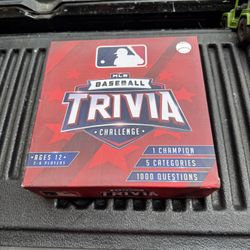 MLB
BASEBALL
TRIVIA
CHALLENGE
AGES 12+
2-6 PLAYERS
1 CHAMPION
5 CATEGORIES
1000 QUESTIONS
TRIVIA